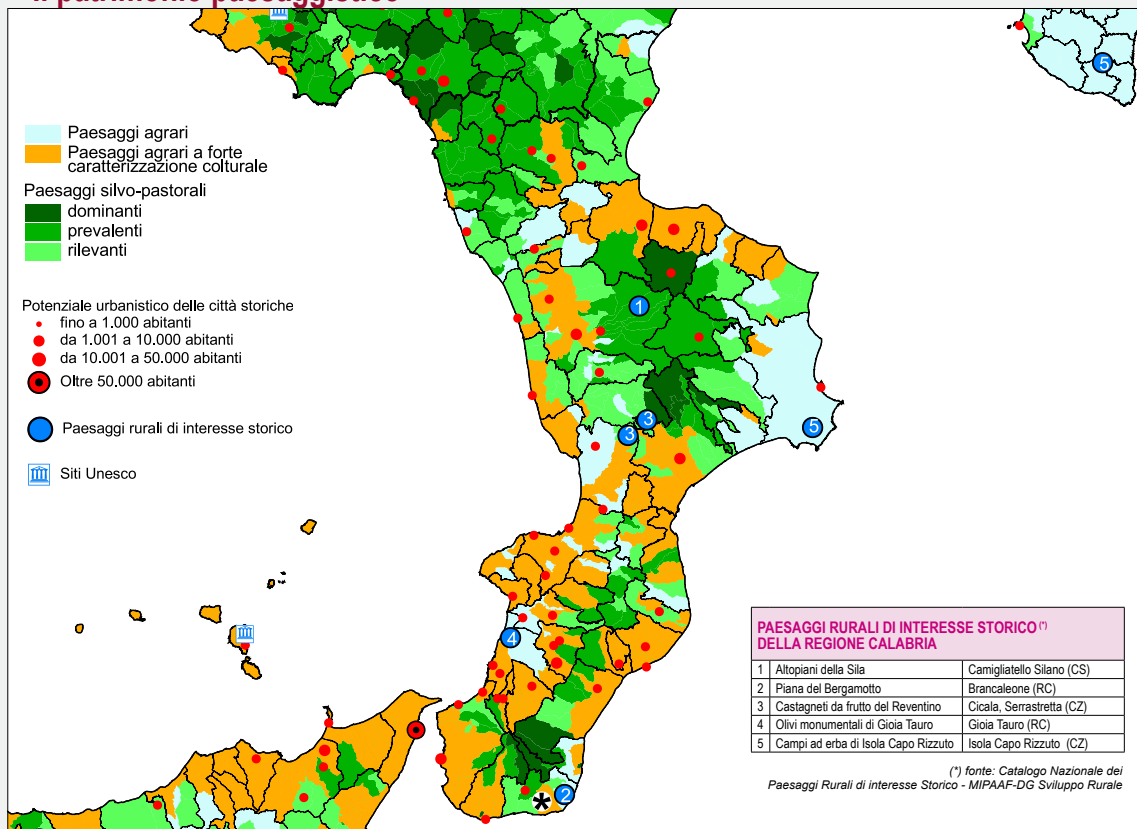 Il patrimonio paesaggistico
Paesaggi agrari
Paesaggi agrari a forte
caratterizzazione colturale
Paesaggi silvo-pastorali
dominanti
prevalenti
rilevanti
Potenziale urbanistico delle città storiche
fino a 1.000 abitanti
da 1.001 a 10.000 abitanti
da 10.001 a 50.000 abitanti
Oltre 50.000 abitanti
Paesaggi rurali di interesse storico
Siti Unesco
5
1
3
3
5
4
2
*
PAESAGGI RURALI DI INTERESSE STORICO (*)
DELLA REGIONE CALABRIA
1 Altopiani della Sila Camigliatello Silano (CS)
2 Piana del Bergamotto Brancaleone (RC)
3 Castagneti da frutto del Reventino Cicala, Serrastretta (CZ)
4 Olivi monumentali di Gioia Tauro Gioia Tauro (RC)
5 Campi ad erba di Isola Capo Rizzuto Isola Capo Rizzuto (CZ)
(*) fonte: Catalogo Nazionale dei
Paesaggi Rurali di interesse Storico - MIPAAF-DG Sviluppo Rurale